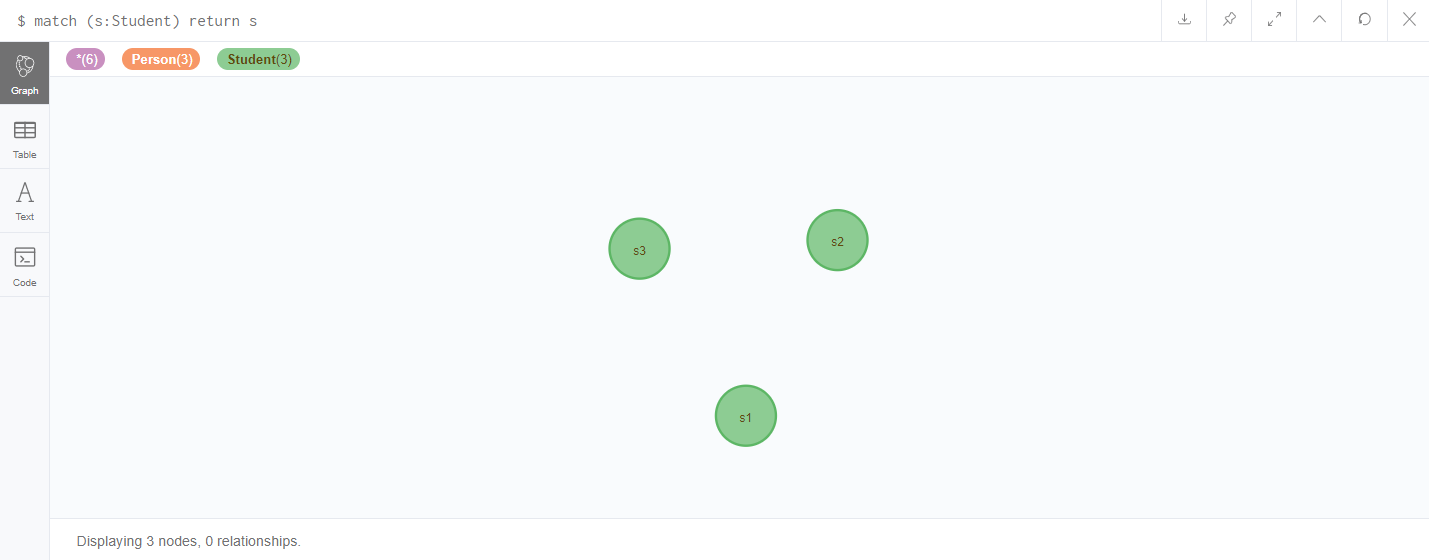 $ match (s:Student) return s
Graph
*(6) Person(3) Student(3)
Table
A
Text
Code
s3
s2
s1
Displaying 3 nodes, 0 relationships.